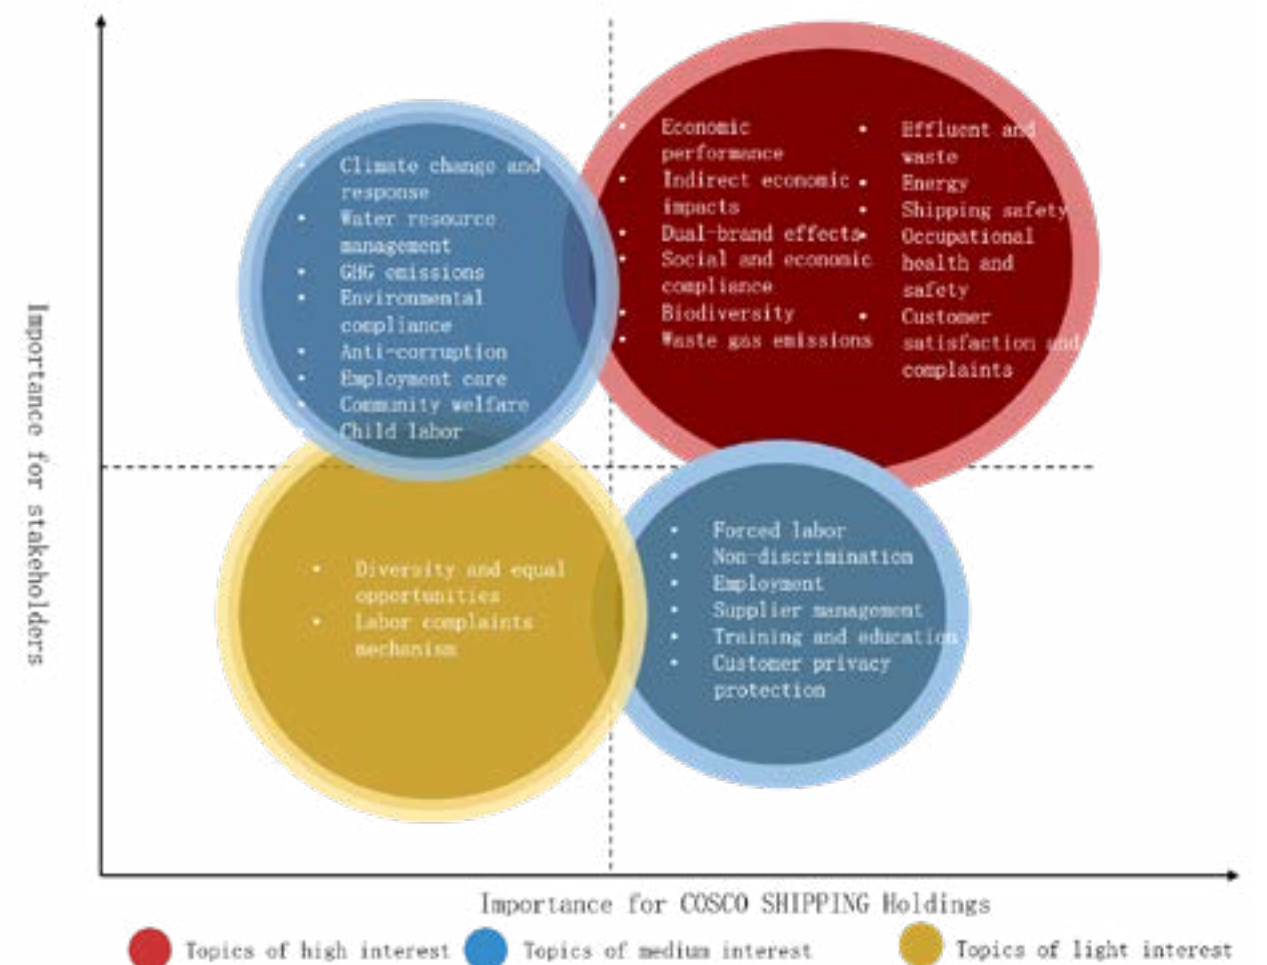 Importance for stakeholders
• Climate change and
response
• Water resource
management
• GHG emissions
• Environmental
compliance
• Anti-corruption
• Employment care
• Community welfare
• Child labor
• Economic
performance
• Indirect economic
impacts
• Dual-brand effects
• Social and economic
compliance
• Biodiversity
• Waste gas emissions
• Effluent and
waste
• Energy
• Shipping safety
• Occupational
health and
safety
• Customer
satisfaction and
complaints
• Diversity and equal
opportunities
• Labor complaints
mechanism
• Forced labor
• Non-discrimination
• Employment
• Supplier management
• Training and education
• Customer privacy
protection
Importance for COSCO SHIPPING Holdings
Topics of high interest
Topics of medium interest
Topics of light interest